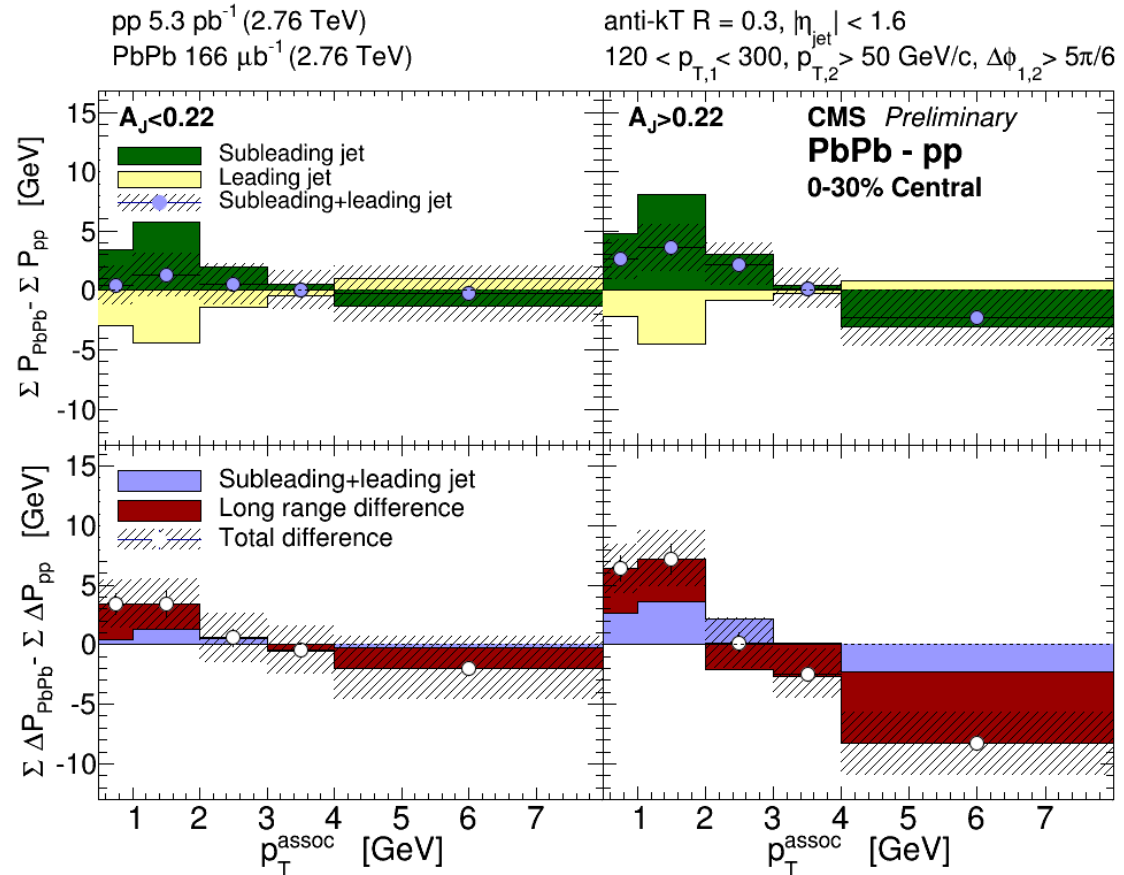 pp 5.3 pb⁻¹ (2.76 TeV)
PbPb 166 μb⁻¹ (2.76 TeV)
anti-kT R = 0.3, |η_jet| < 1.6
120 < p_T,1 < 300, p_T,2 > 50 GeV/c, Δϕ_1,2 > 5π/6
Σ P_PbPb - Σ P_pp [GeV]
15
10
5
0
-5
-10
A_J<0.22
Subleading jet
Leading jet
Subleading+leading jet
A_J>0.22
CMS Preliminary
PbPb - pp
0-30% Central
Σ ΔP_PbPb - Σ ΔP_pp [GeV]
15
10
5
0
-5
-10
Subleading+leading jet
Long range difference
Total difference
1 2 3 4 5 6 7
1 2 3 4 5 6 7
p_T^assoc [GeV]
p_T^assoc [GeV]